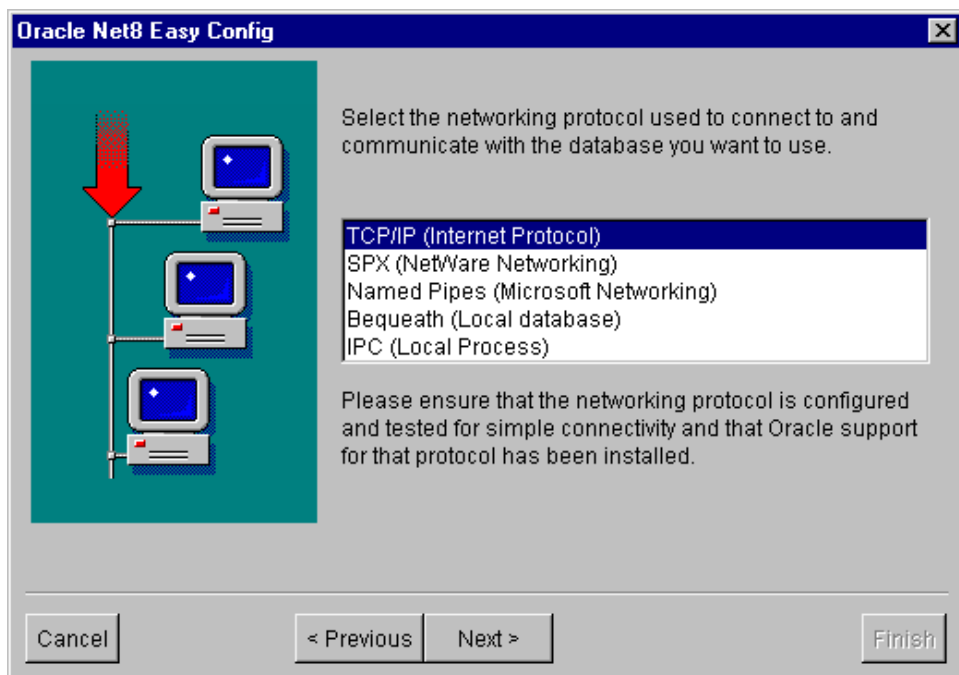 Oracle Net8 Easy Config
Select the networking protocol used to connect to and
communicate with the database you want to use.
TCP/IP (Internet Protocol)
SPX (NetWare Networking)
Named Pipes (Microsoft Networking)
Bequeath (Local database)
IPC (Local Process)
Please ensure that the networking protocol is configured
and tested for simple connectivity and that Oracle support
for that protocol has been installed.
Cancel
< Previous
Next >
Finish